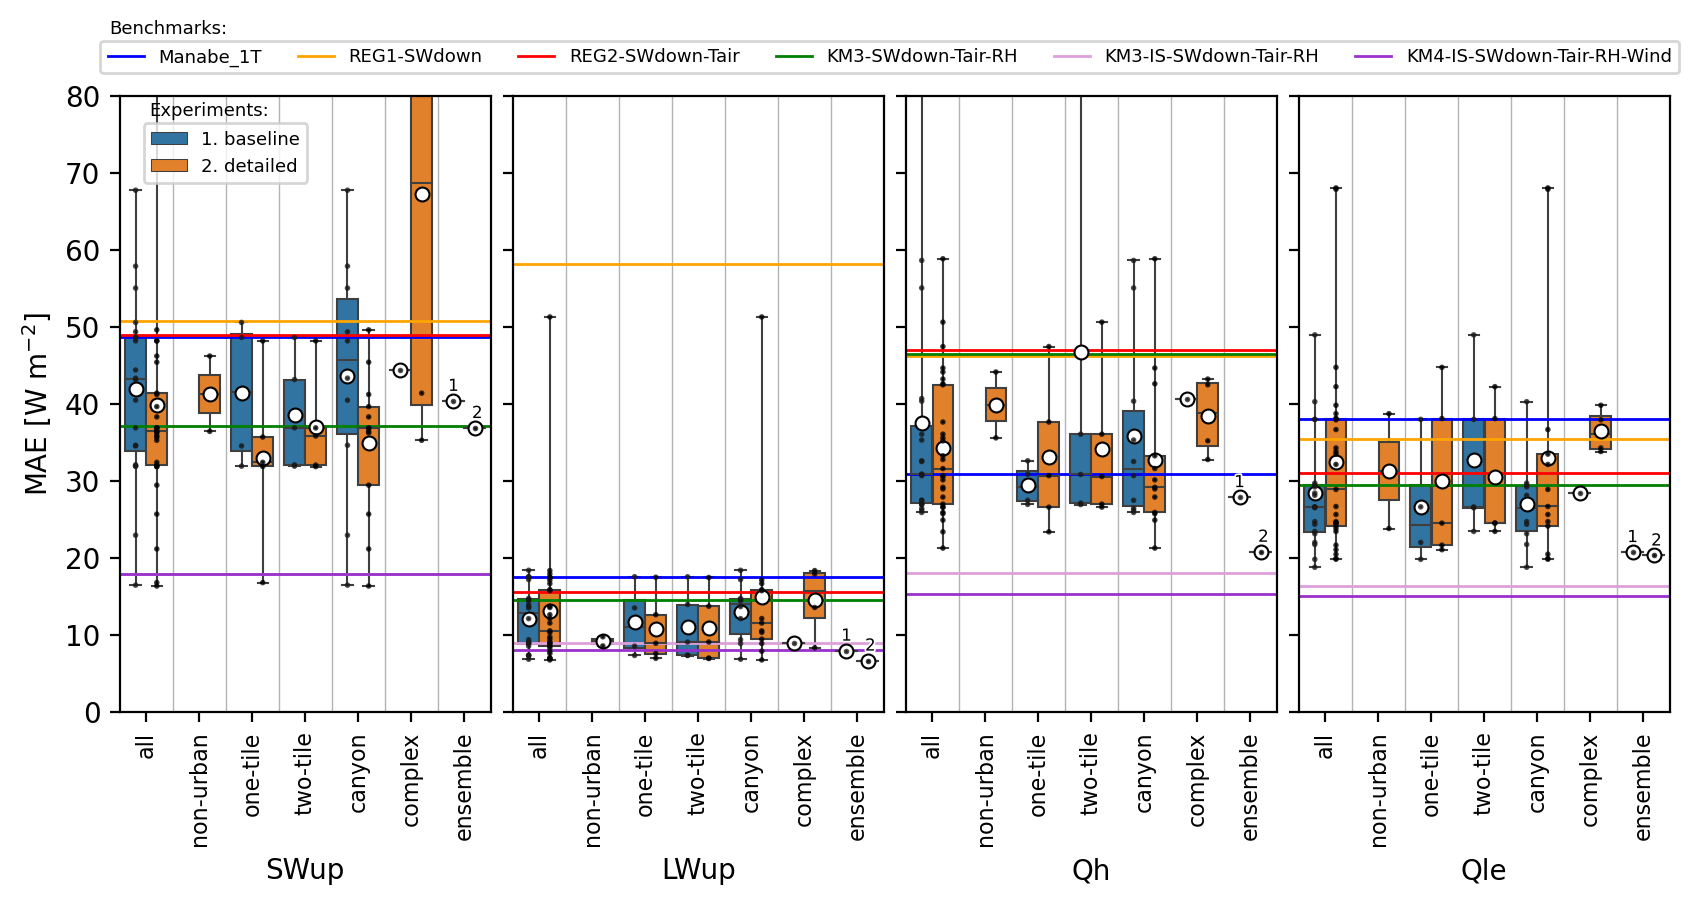 Benchmarks:
Manabe_1T REG1-SWdown REG2-SWdown-Tair KM3-SWdown-Tair-RH KM3-IS-SWdown-Tair-RH KM4-IS-SWdown-Tair-RH-Wind
Experiments:
1. baseline
2. detailed
MAE [W m⁻²]
80
70
60
50
40
30
20
10
0
1
2
1
2
1
2
1
2
all non-urban one-tile two-tile canyon complex ensemble
all non-urban one-tile two-tile canyon complex ensemble
all non-urban one-tile two-tile canyon complex ensemble
all non-urban one-tile two-tile canyon complex ensemble
SWup LWup Qh Qle